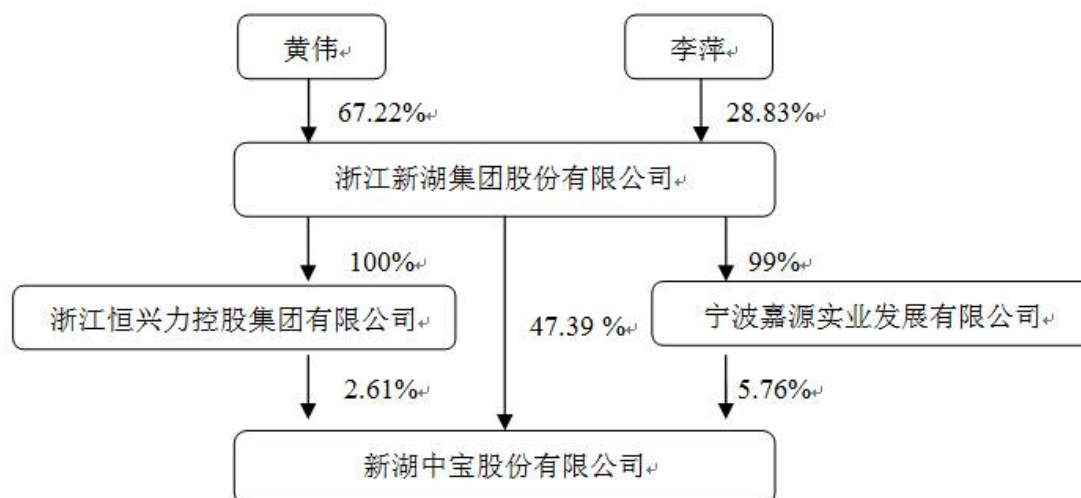 黄伟
李萍
67.22%
28.83%
浙江新湖集团股份有限公司
100%
99%
浙江恒兴力控股集团有限公司
47.39 %
宁波嘉源实业发展有限公司
2.61%
5.76%
新湖中宝股份有限公司